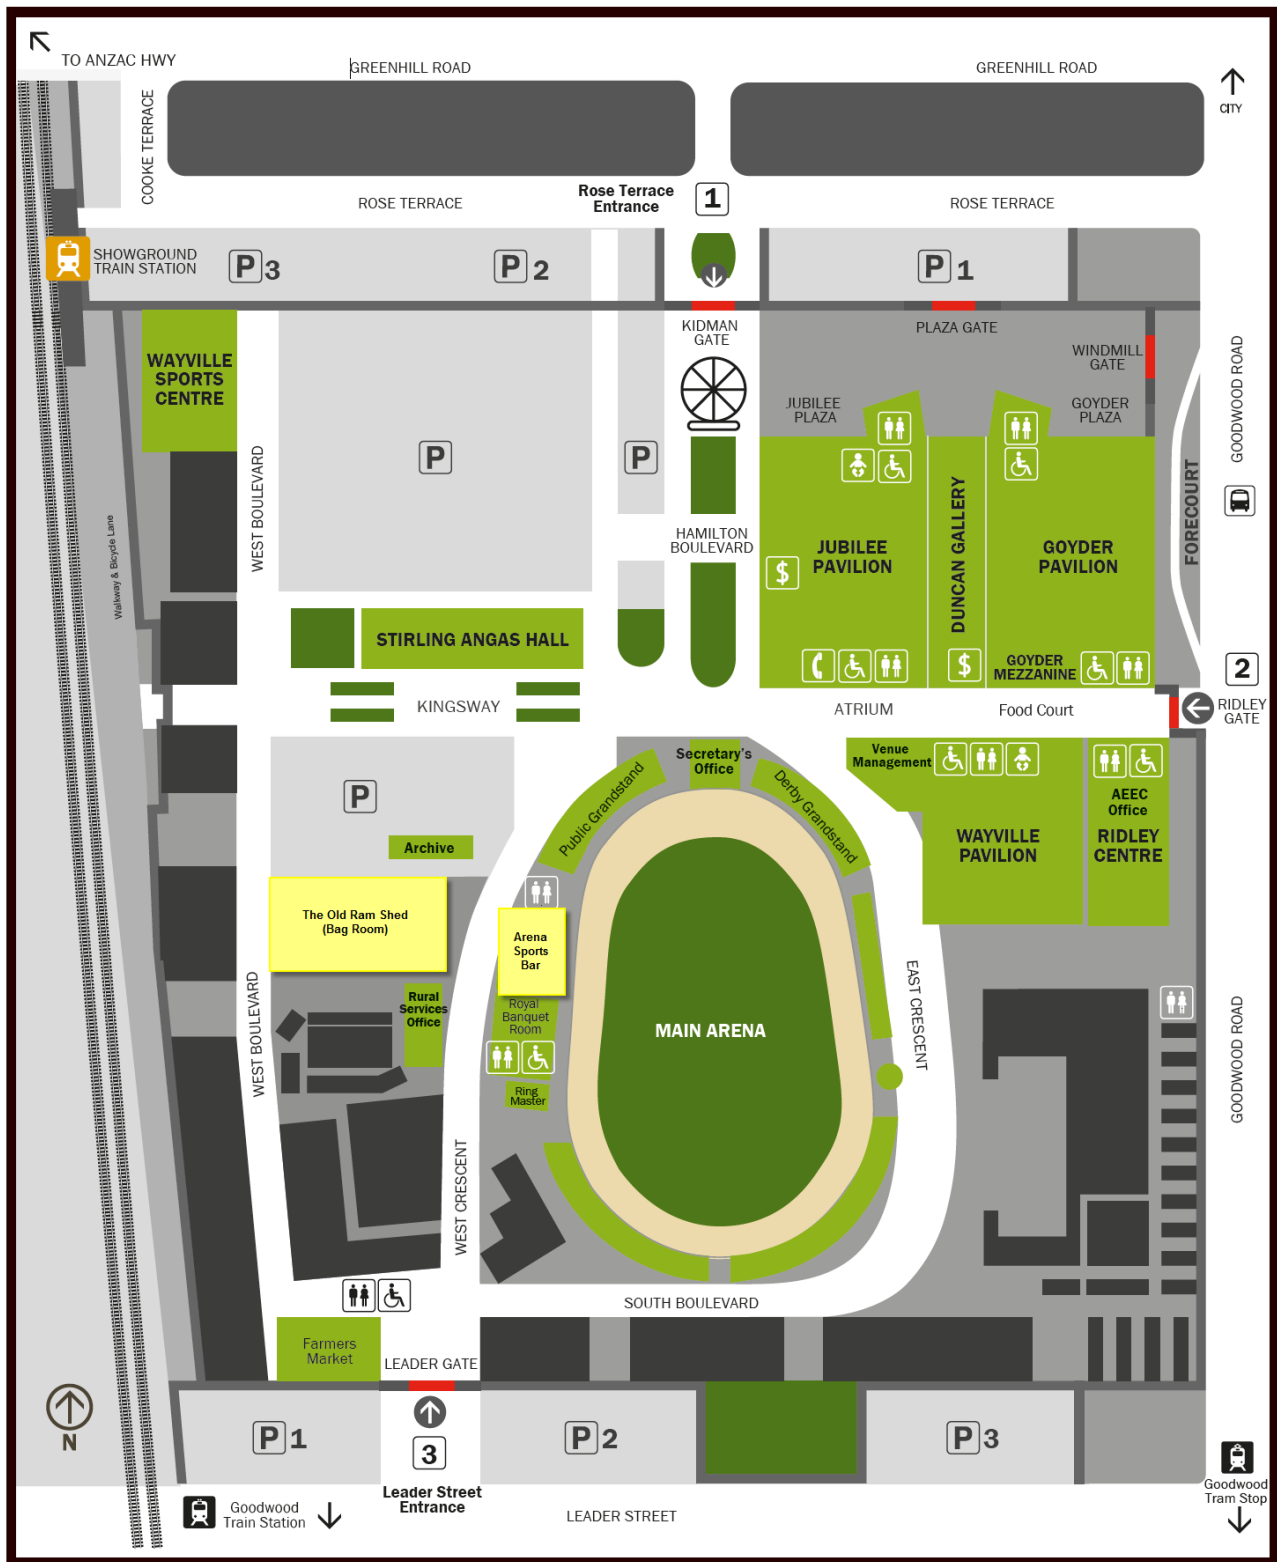 TO ANZAC HWY
GREENHILL ROAD
GREENHILL ROAD
CITY
COOKE TERRACE
ROSE TERRACE
Rose Terrace
Entrance
1
ROSE TERRACE
SHOWGROUND
TRAIN STATION
P 3
P 2
P 1
KIDMAN
GATE
PLAZA GATE
WINDMILL
GATE
WAYVILLE
SPORTS
CENTRE
JUBILEE
PLAZA
GOYDER
PLAZA
GOODWOOD ROAD
WEST BOULEVARD
P
P
FORECOURT
Walkway & Bicycle Lane
HAMILTON
BOULEVARD
JUBILEE
PAVILION
DUNCAN GALLERY
GOYDER
PAVILION
$
STIRLING ANGAS HALL
$
GOYDER
MEZZANINE
2
RIDLEY
GATE
KINGSWAY
ATRIUM
Food Court
Secretary's
Office
Venue
Management
Public Grandstand
Derby Grandstand
P
AEEC
Office
Archive
WAYVILLE
PAVILION
RIDLEY
CENTRE
The Old Ram Shed
(Bag Room)
Arena
Sports
Bar
WEST BOULEVARD
Rural
Services
Office
Royal
Banquet
Room
EAST CRESCENT
MAIN ARENA
GOODWOOD ROAD
Ring
Master
WEST CRESCENT
SOUTH BOULEVARD
Farmers
Market
LEADER GATE
N
P 1
3
P 2
P 3
Leader Street
Entrance
Goodwood
Train Station
LEADER STREET
Goodwood
Tram Stop